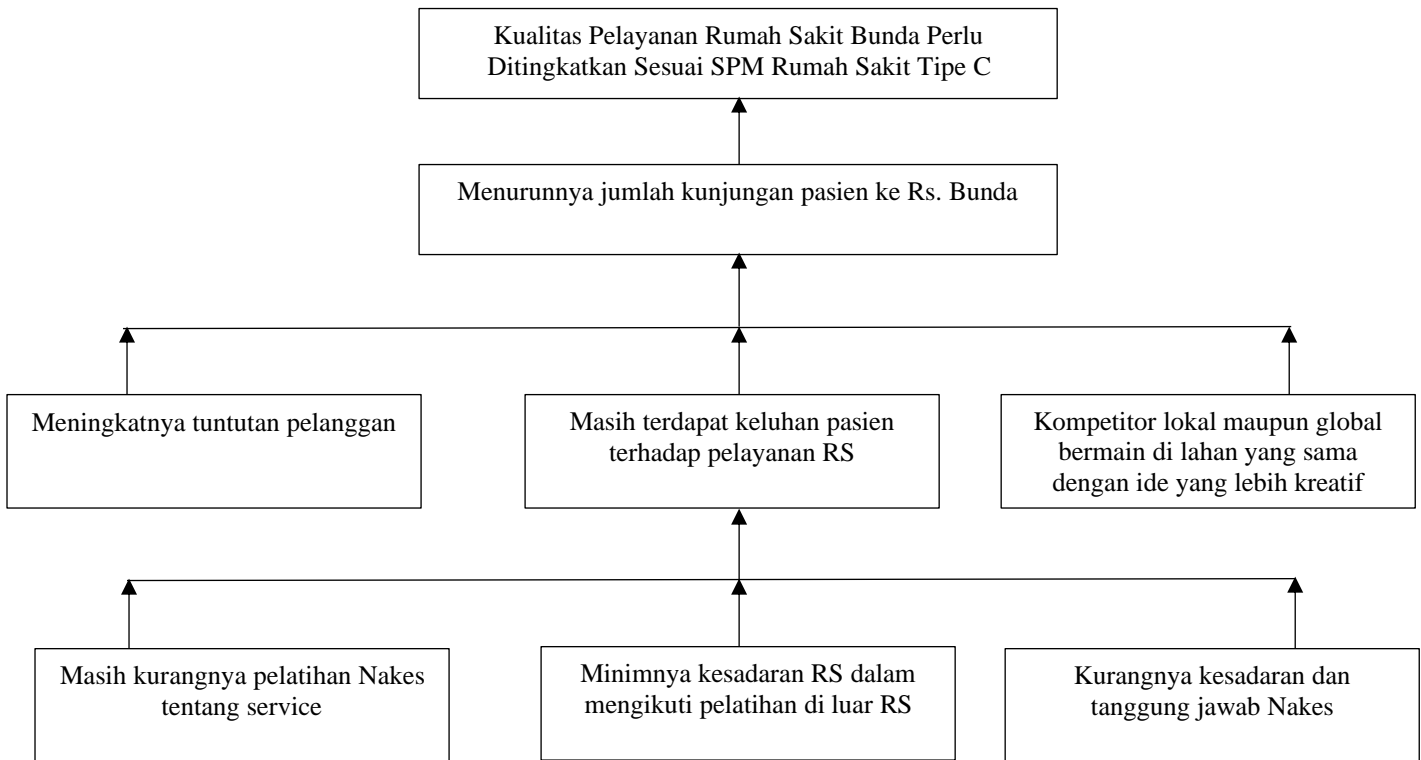 Kualitas Pelayanan Rumah Sakit Bunda Perlu
Ditingkatkan Sesuai SPM Rumah Sakit Tipe C
Menurunnya jumlah kunjungan pasien ke Rs. Bunda
Meningkatnya tuntutan pelanggan
Masih terdapat keluhan pasien
terhadap pelayanan RS
Kompetitor lokal maupun global
bermain di lahan yang sama
dengan ide yang lebih kreatif
Masih kurangnya pelatihan Nakes
tentang service
Minimnya kesadaran RS dalam
mengikuti pelatihan di luar RS
Kurangnya kesadaran dan
tanggung jawab Nakes